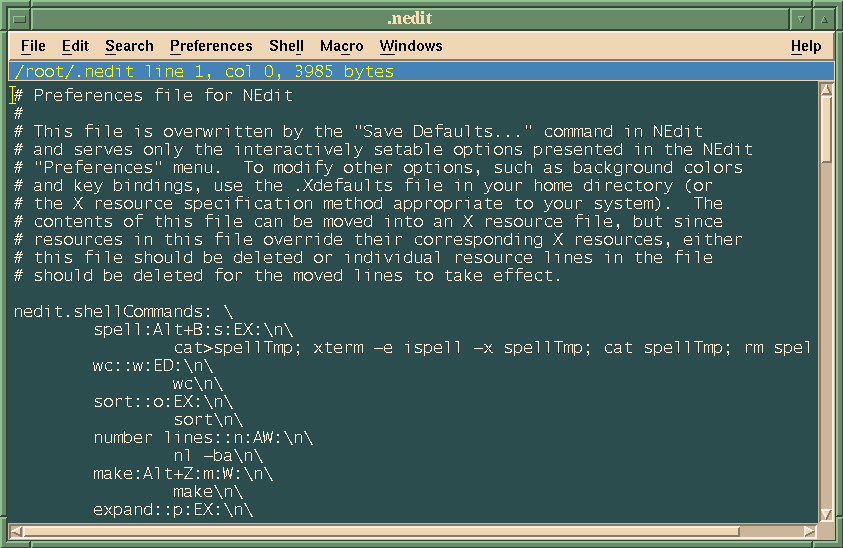 .nedit
File Edit Search Preferences Shell Macro Windows Help
/root/.nedit line 1, col 0, 3985 bytes
# Preferences file for NEdit
#
# This file is overwritten by the "Save Defaults..." command in NEdit
# and serves only the interactively setable options presented in the NEdit
# "Preferences" menu.  To modify other options, such as background colors
# and key bindings, use the .Xdefaults file in your home directory (or
# the X resource specification method appropriate to your system).  The
# contents of this file can be moved into an X resource file, but since
# resources in this file override their corresponding X resources, either
# this file should be deleted or individual resource lines in the file
# should be deleted for the moved lines to take effect.
nedit.shellCommands: \
spell:Alt+B:s:EX:\n\
cat>spellTmp; xterm -e ispell -x spellTmp; cat spellTmp; rm spel
wc::w:ED:\n\
wc\n\
sort::o:EX:\n\
sort\n\
number lines::n:AW:\n\
nl -ba\n\
make:Alt+Z:m:W:\n\
make\n\
expand::p:EX:\n\